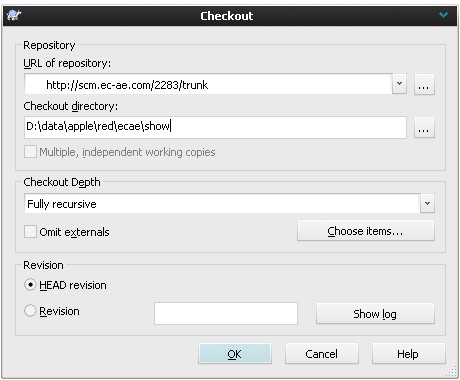 Checkout
Repository
URL of repository:
http://scm.ec-ae.com/2283/trunk
...
Checkout directory:
D:\data\apple\red\ecae\show
...
Multiple, independent working copies
Checkout Depth
Fully recursive
Omit externals
Choose items...
Revision
HEAD revision
Revision
Show log
OK
Cancel
Help